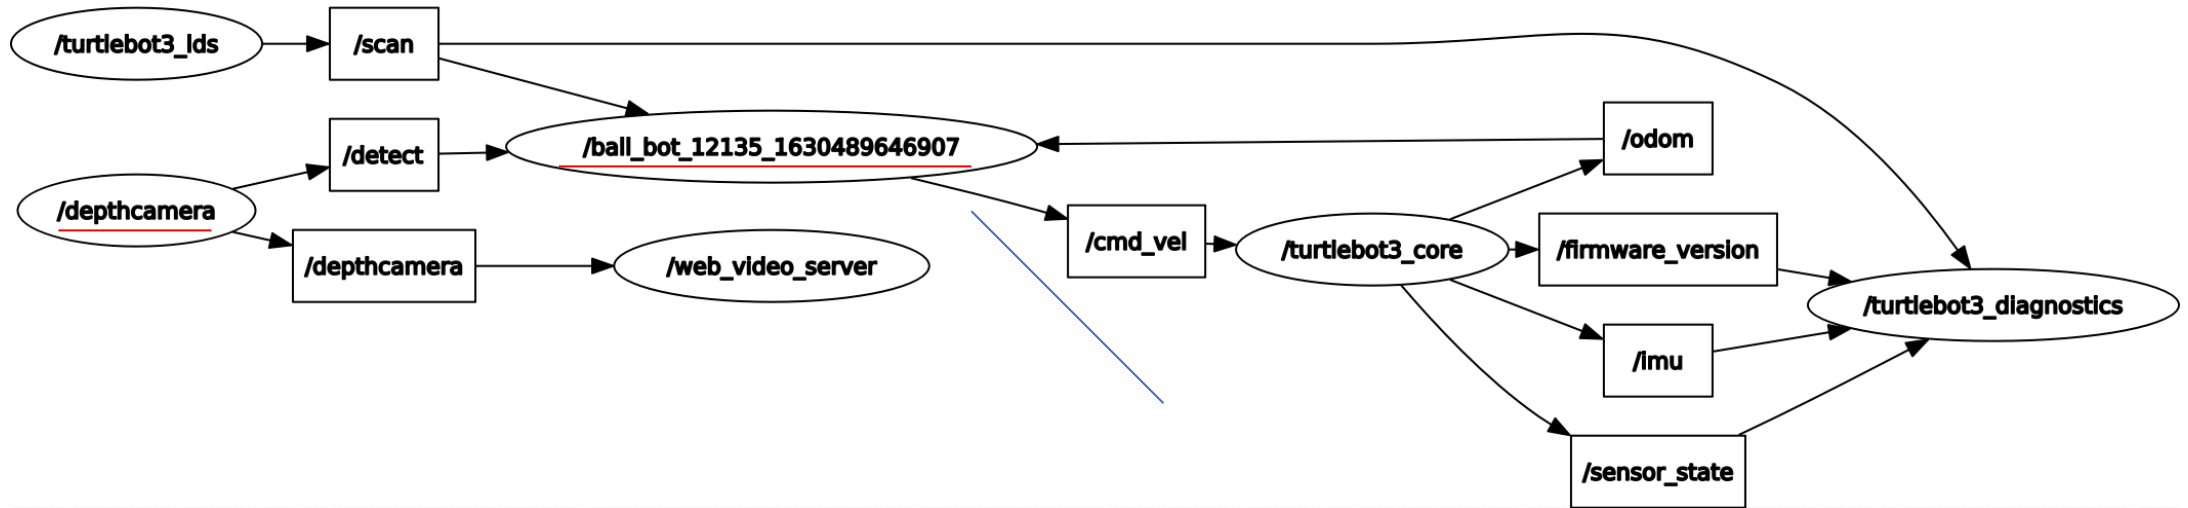 /turtlebot3_lds
/scan
/detect
/ball_bot_12135_1630489646907
/odom
/depthcamera
/depthcamera
/web_video_server
/cmd_vel
/turtlebot3_core
/firmware_version
/turtlebot3_diagnostics
/imu
/sensor_state